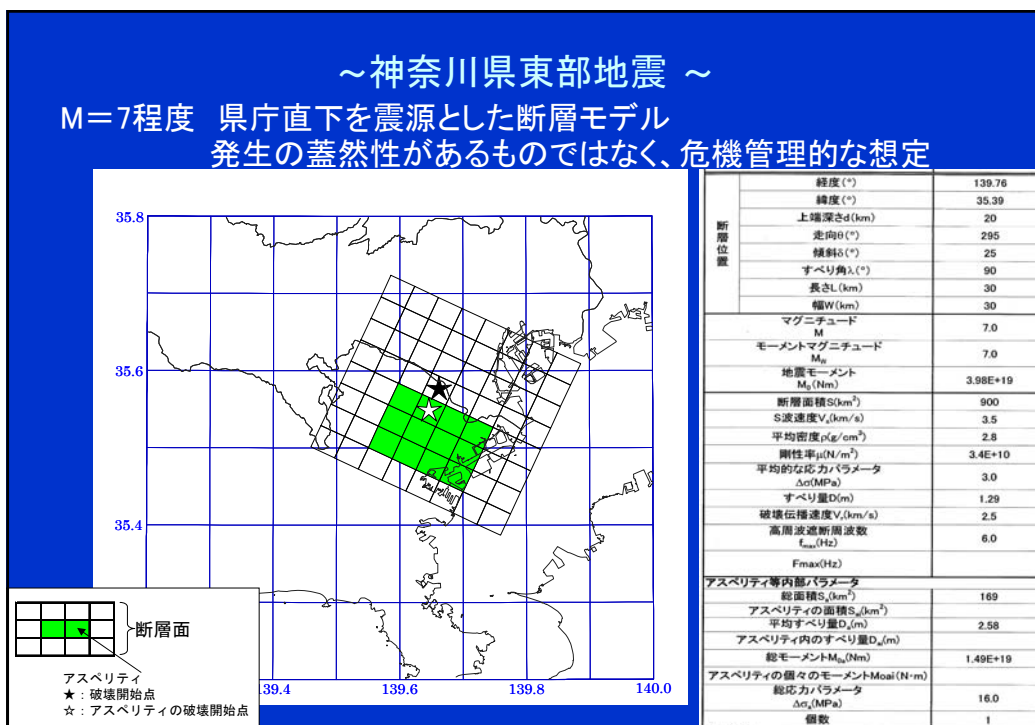 ～神奈川県東部地震 ～
M＝7程度 県庁直下を震源とした断層モデル
発生の蓋然性があるものではなく、危機管理的な想定
35.8
35.6
35.4
139.4
139.6
139.8
140.0
断層面
アスペリティ
★：破壊開始点
☆：アスペリティの破壊開始点
断層位置
経度(°) 139.76
緯度(°) 35.39
上端深さd(km) 20
走向θ(°) 295
傾斜δ(°) 25
すべり角λ(°) 90
長さL(km) 30
幅W(km) 30
マグニチュード
M 7.0
モーメントマグニチュード
Mw 7.0
地震モーメント
M₀(Nm) 3.98E+19
断層面積S(km²) 900
S波速度Vs(km/s) 3.5
平均密度ρ(g/cm³) 2.8
剛性率μ(N/m²) 3.4E+10
平均的な応力パラメータ
Δσ(MPa) 3.0
すべり量D(m) 1.29
破壊伝播速度Vr(km/s) 2.5
高周波遮断周波数
fmax(Hz) 6.0
Fmax(Hz)
アスペリティ等内部パラメータ
総面積Sa(km²) 169
アスペリティの面積Sai(km²)
平均すべり量Da(m) 2.58
アスペリティ内のすべり量Dai(m)
総モーメントM₀a(Nm) 1.49E+19
アスペリティの個々のモーメントMoai(N·m)
総応力パラメータ
Δσa(MPa) 16.0
個数 1